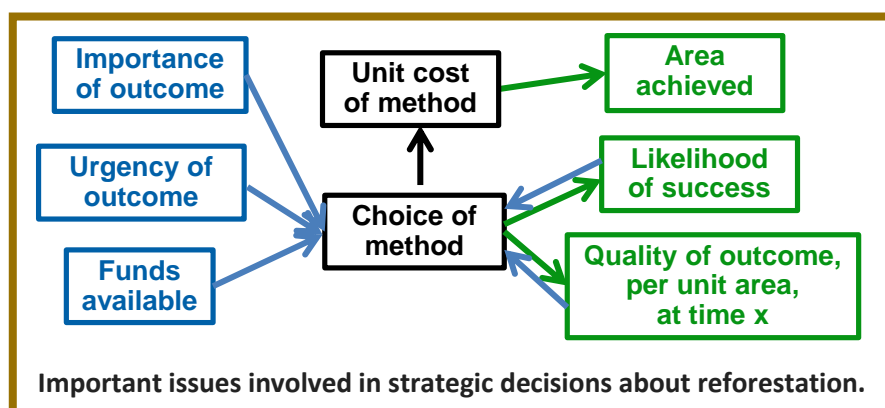 Importance
of outcome
Unit cost
of method
Area
achieved
Urgency of
outcome
Likelihood
of success
Choice of
method
Funds
available
Quality of outcome,
per unit area,
at time x
Important issues involved in strategic decisions about reforestation.